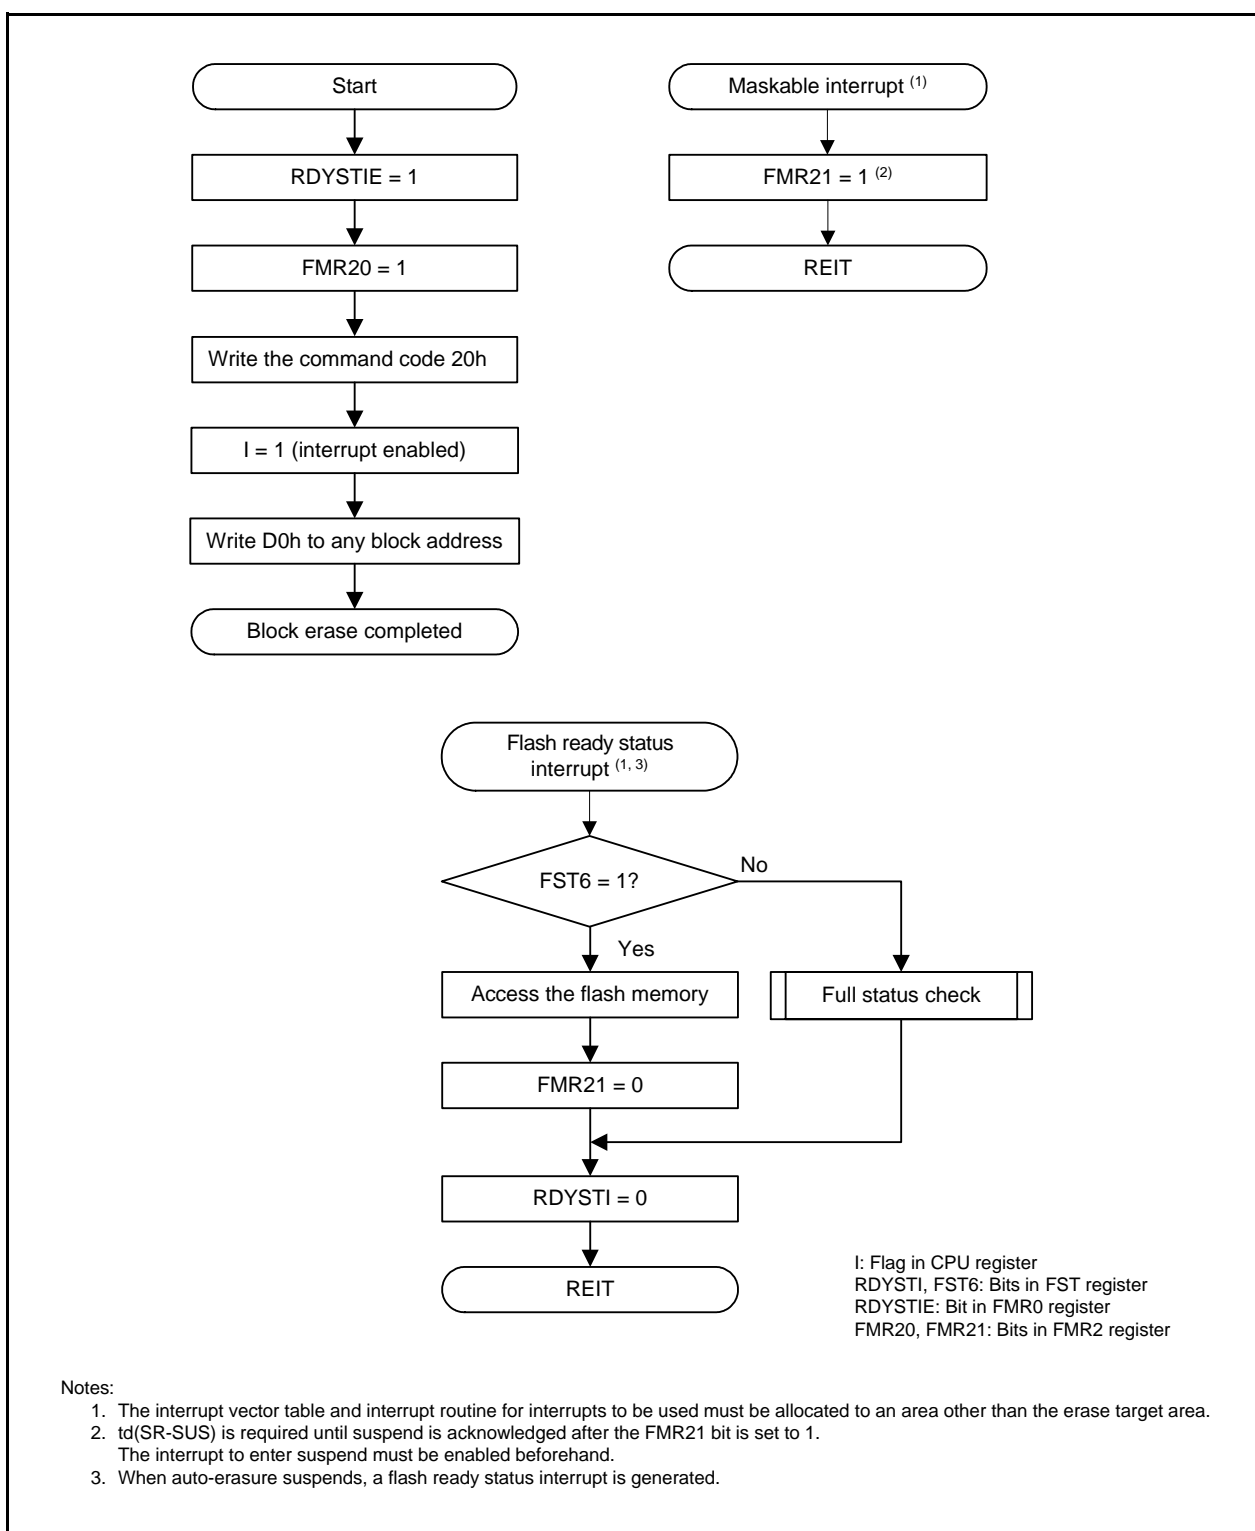 Start
RDYSTIE = 1
FMR20 = 1
Write the command code 20h
I = 1 (interrupt enabled)
Write D0h to any block address
Block erase completed
Maskable interrupt (1)
FMR21 = 1 (2)
REIT
Flash ready status
interrupt (1, 3)
FST6 = 1?
No
Yes
Access the flash memory
Full status check
FMR21 = 0
RDYSTI = 0
REIT
I: Flag in CPU register
RDYSTI, FST6: Bits in FST register
RDYSTIE: Bit in FMR0 register
FMR20, FMR21: Bits in FMR2 register
Notes:
1. The interrupt vector table and interrupt routine for interrupts to be used must be allocated to an area other than the erase target area.
2. td(SR-SUS) is required until suspend is acknowledged after the FMR21 bit is set to 1.
The interrupt to enter suspend must be enabled beforehand.
3. When auto-erasure suspends, a flash ready status interrupt is generated.